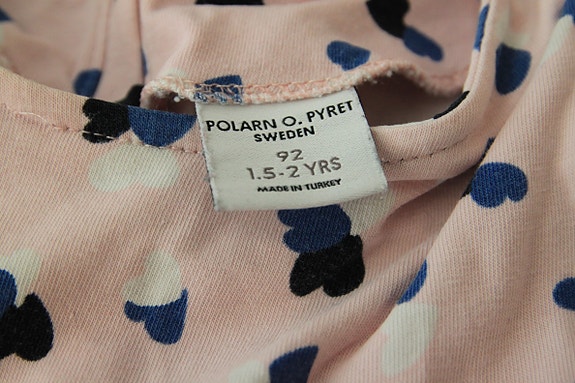 POLARN O. PYRET
SWEDEN
92
1.5-2 YRS
MADE IN TURKEY